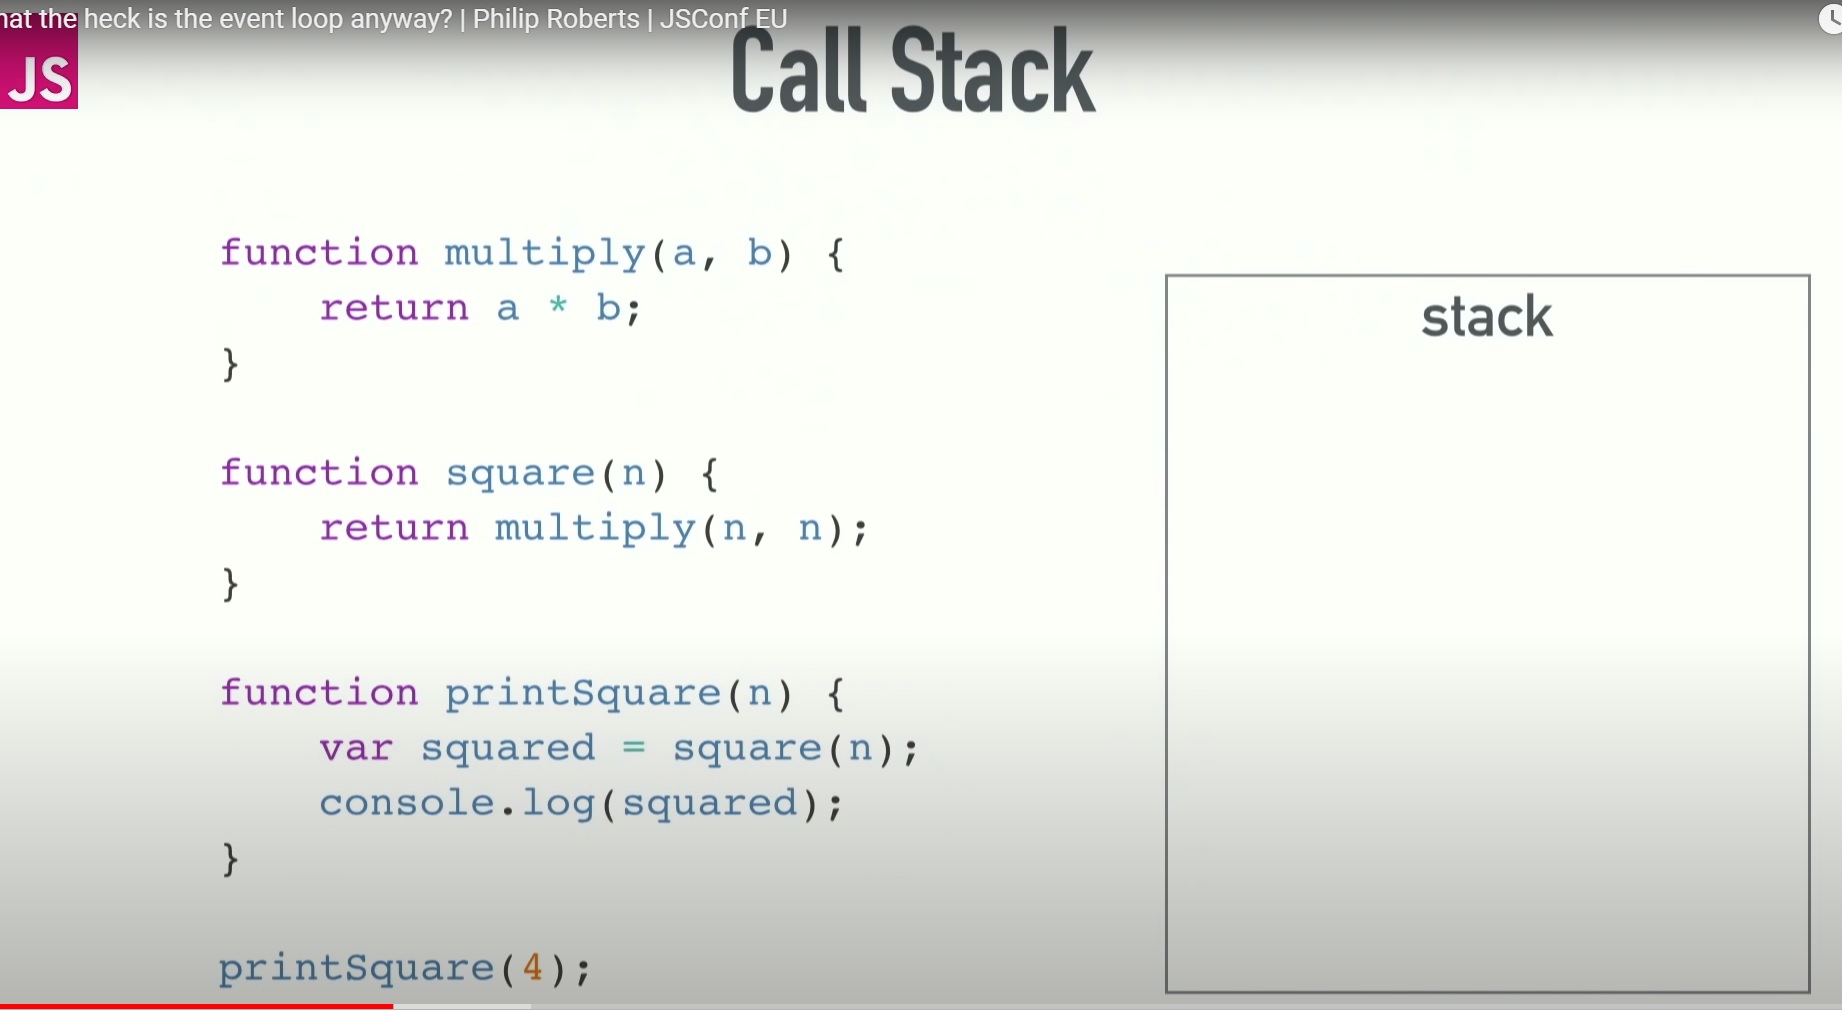 hat the heck is the event loop anyway? | Philip Roberts | JSConf EU
JS
Call Stack
function multiply(a, b) {
    return a * b;
}
function square(n) {
    return multiply(n, n);
}
function printSquare(n) {
    var squared = square(n);
    console.log(squared);
}
printSquare(4);
stack